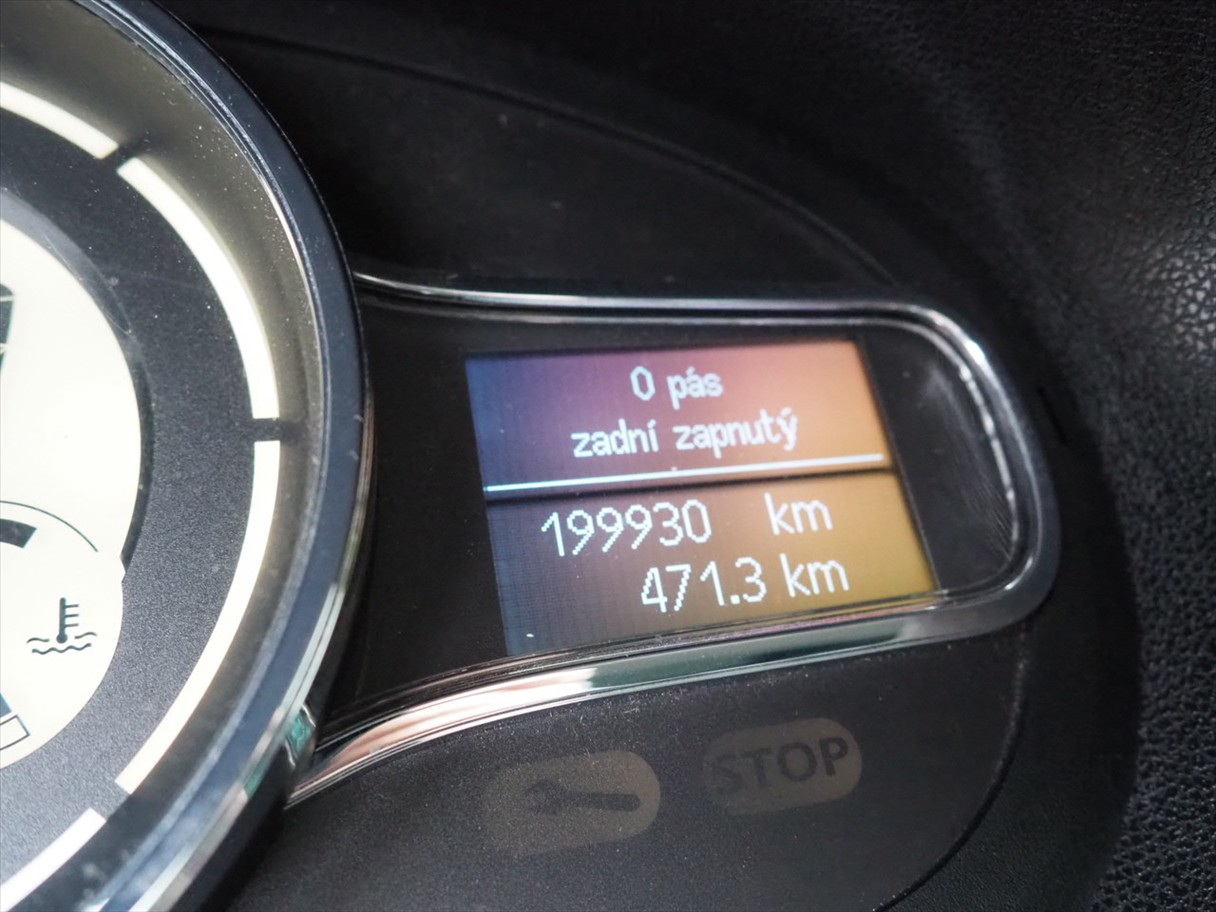 0 pás
zadní zapnutý
199930 km
471.3 km
STOP